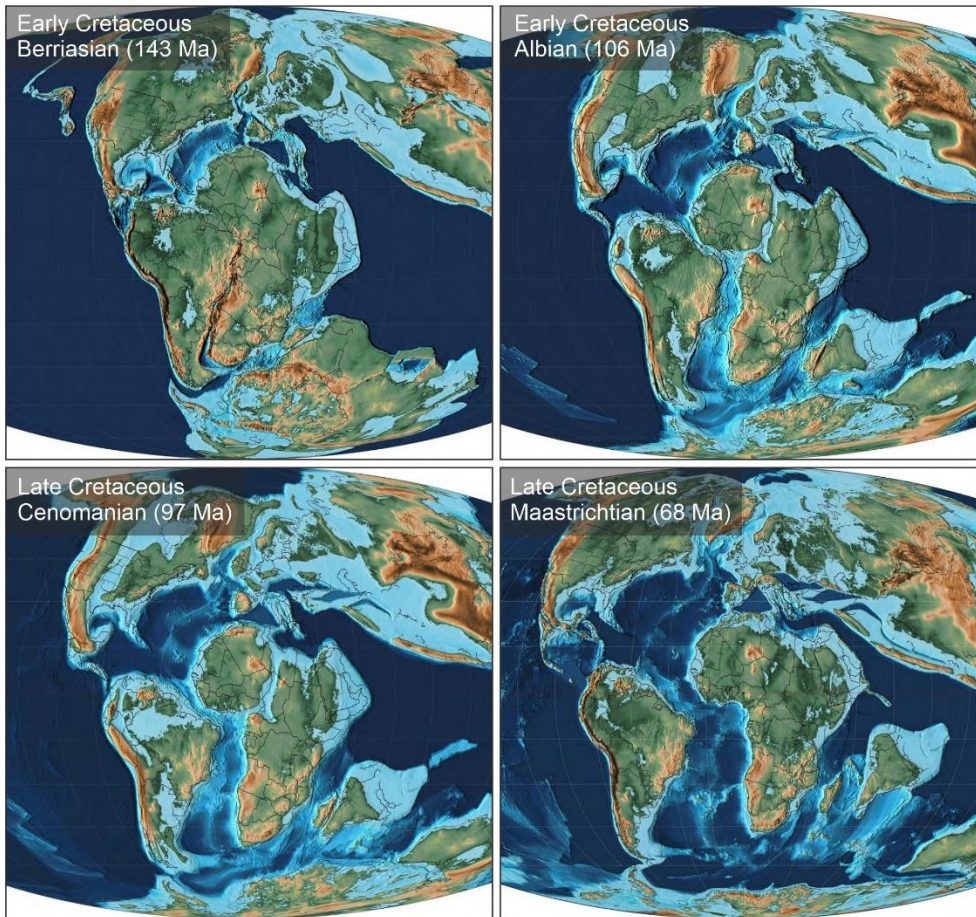 Early Cretaceous
Berriasian (143 Ma)
Early Cretaceous
Albian (106 Ma)
Late Cretaceous
Cenomanian (97 Ma)
Late Cretaceous
Maastrichtian (68 Ma)